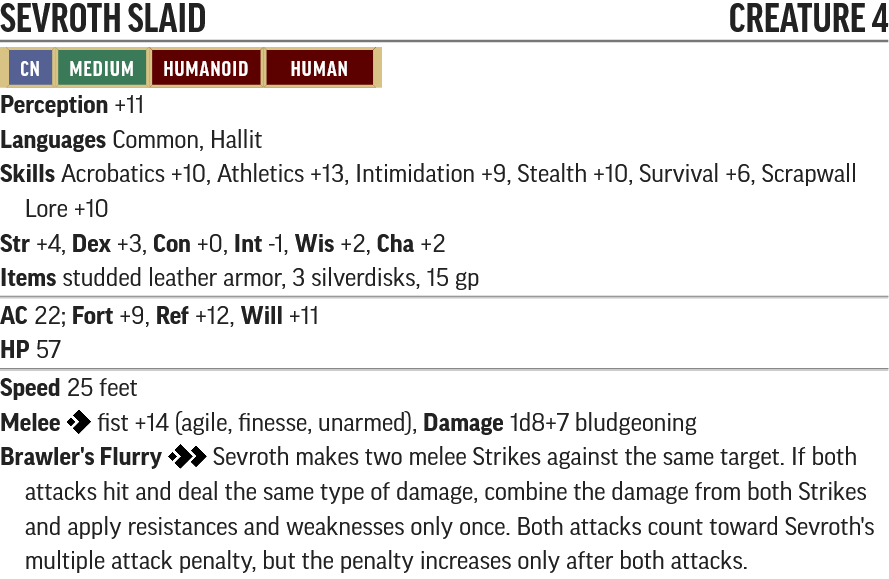 SEVROTH SLAID CREATURE 4
CN MEDIUM HUMANOID HUMAN
Perception +11
Languages Common, Hallit
Skills Acrobatics +10, Athletics +13, Intimidation +9, Stealth +10, Survival +6, Scrapwall
Lore +10
Str +4, Dex +3, Con +0, Int -1, Wis +2, Cha +2
Items studded leather armor, 3 silverdisks, 15 gp
AC 22; Fort +9, Ref +12, Will +11
HP 57
Speed 25 feet
Melee fist +14 (agile, finesse, unarmed), Damage 1d8+7 bludgeoning
Brawler's Flurry Sevroth makes two melee Strikes against the same target. If both
attacks hit and deal the same type of damage, combine the damage from both Strikes
and apply resistances and weaknesses only once. Both attacks count toward Sevroth's
multiple attack penalty, but the penalty increases only after both attacks.